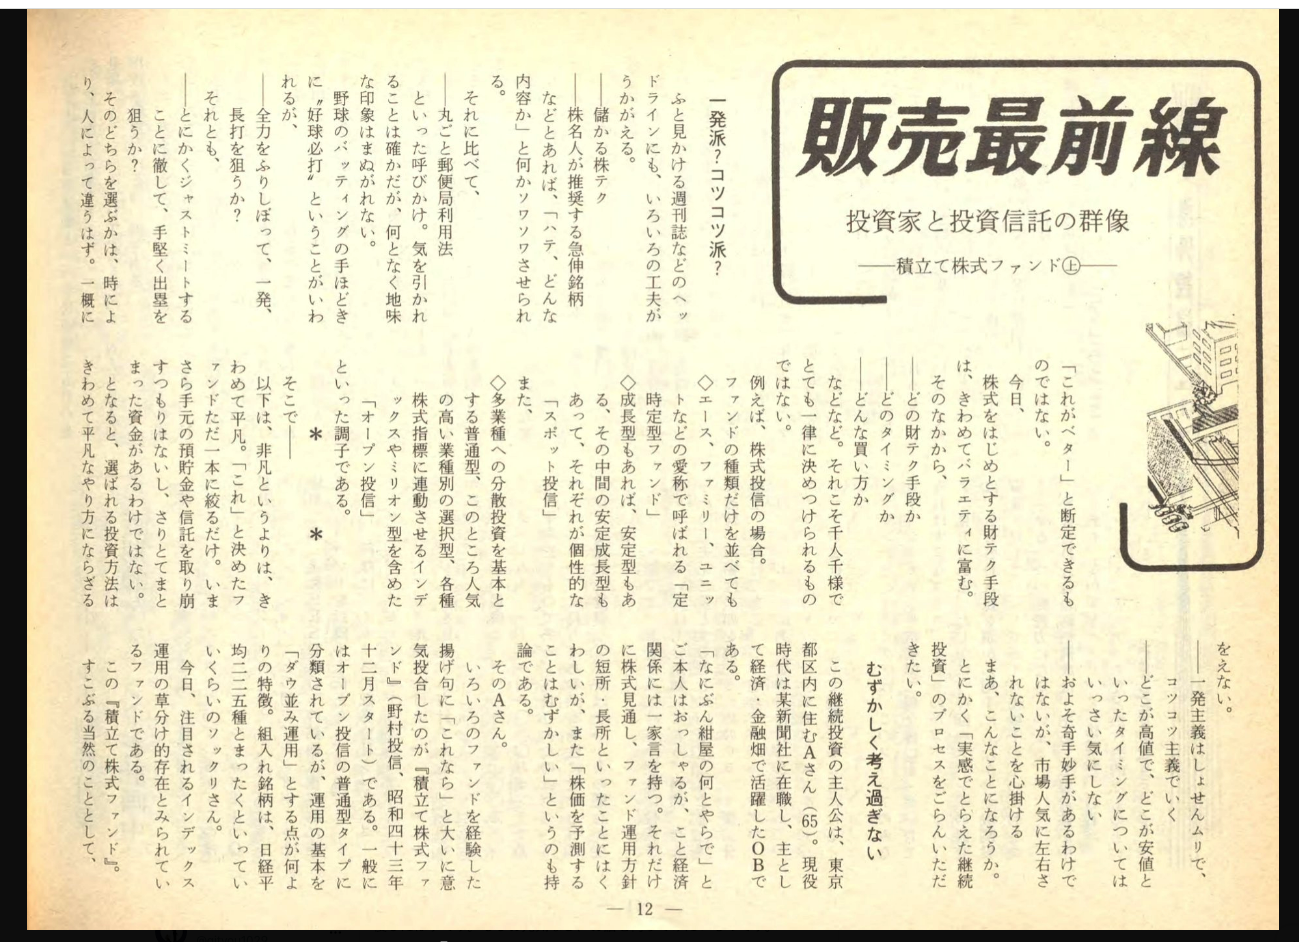 販売最前線
投資家と投資信託の群像
――積立て株式ファンド㊤――
一発派?コツコツ派?
ふと見かける週刊誌などのヘッ
ドラインにも、いろいろの工夫が
うかがえる。
――儲かる株テク
――株名人が推奨する急伸銘柄
などとあれば、「ハテ、どんな
内容か」と何かソワソワさせられ
る。
それに比べて、
――丸ごと郵便局利用法
といった呼びかけ。気を引かれ
ることは確かだが、何となく地味
な印象はまぬがれない。
野球のバッティングの手ほどき
に〝好球必打〟ということがいわ
れるが、
――全力をふりしぼって、一発、
長打を狙うか?
それとも、
――とにかくジャストミートする
ことに徹して、手堅く出塁を
狙うか?
そのどちらを選ぶかは、時によ
り、人によって違うはず。一概に
「これがベター」と断定できるも
のではない。
今日、
株式をはじめとする財テク手段
は、きわめてバラエティに富む。
そのなかから、
――どの財テク手段か
――どのタイミングか
――どんな買い方か
などなど。それこそ千人千様で
とても一律に決めつけられるもの
ではない。
例えば、株式投信の場合。
ファンドの種類だけを並べても
◇エース、ファミリー、ユニッ
トなどの愛称で呼ばれる「定
時定型ファンド」
◇成長型もあれば、安定型もあ
る、その中間の安定成長型も
あって、それぞれが個性的な
「スポット投信」
また、
◇多業種への分散投資を基本と
する普通型、このところ人気
の高い業種別の選択型、各種
株式指標に連動させるインデ
ックスやミリオン型を含めた
「オープン投信」
といった調子である。
* *
そこで――
以下は、非凡というよりは、き
わめて平凡。「これ」と決めたフ
ァンドただ一本に絞るだけ。いま
さら手元の預貯金や信託を取り崩
すつもりはないし、さりとてまと
まった資金があるわけではない。
となると、選ばれる投資方法は
きわめて平凡なやり方にならざる
をえない。
――一発主義はしょせんムリで、
コツコツ主義でいく
――どこが高値で、どこが安値と
いったタイミングについては
いっさい気にしない
――およそ奇手妙手があるわけで
はないが、市場人気に左右さ
れないことを心掛ける
まあ、こんなことになろうか。
とにかく「実感でとらえた継続
投資」のプロセスをごらんいただ
きたい。
むずかしく考え過ぎない
この継続投資の主人公は、東京
都区内に住むAさん(65)。現役
時代は某新聞社に在職し、主とし
て経済・金融畑で活躍したOBで
ある。
「なにぶん紺屋の何とやらで」と
ご本人はおっしゃるが、こと経済
関係には一家言を持つ。それだけ
に株式見通し、ファンド運用方針
の短所・長所といったことにはく
わしいが、また「株価を予測する
ことはむずかしい」というのも持
論である。
そのAさん。
いろいろのファンドを経験した
揚げ句に「これなら」と大いに意
気投合したのが『積立て株式ファ
ンド』(野村投信、昭和四十三年
十二月スタート)である。一般に
はオープン投信の普通型タイプに
分類されているが、運用の基本を
「ダウ並み運用」とする点が何よ
りの特徴。組入れ銘柄は、日経平
均二二五種とまったくといってい
いくらいのソックリさん。
今日、注目されるインデックス
運用の草分け的存在とみられてい
るファンドである。
この『積立て株式ファンド』。
すこぶる当然のこととして、
― 12 ―